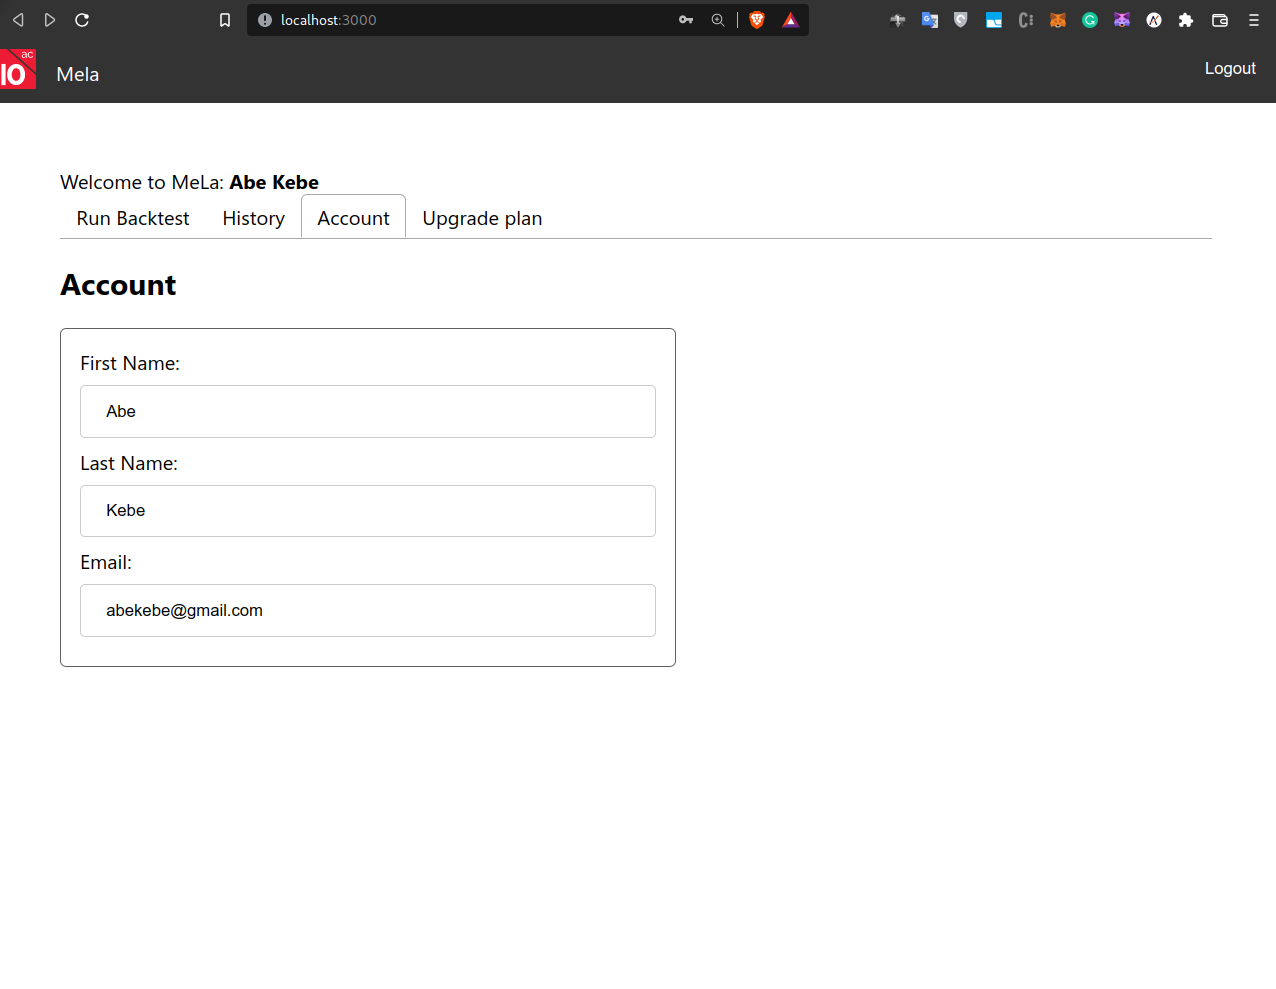 localhost:3000
ac
IO
Mela
Logout
Welcome to MeLa: Abe Kebe
Run Backtest History Account Upgrade plan
Account
First Name:
Abe
Last Name:
Kebe
Email:
abekebe@gmail.com